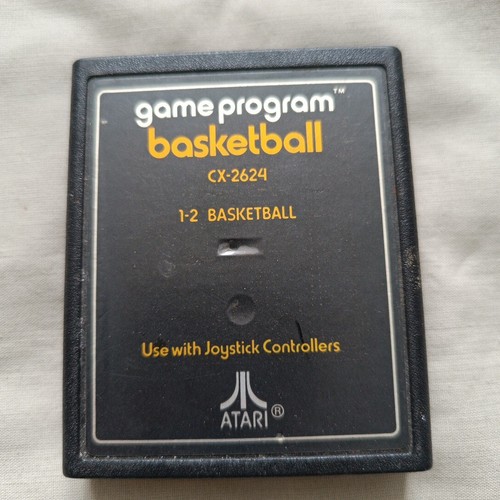 game program™
basketball
CX-2624
1-2 BASKETBALL
Use with Joystick Controllers
ATARI®